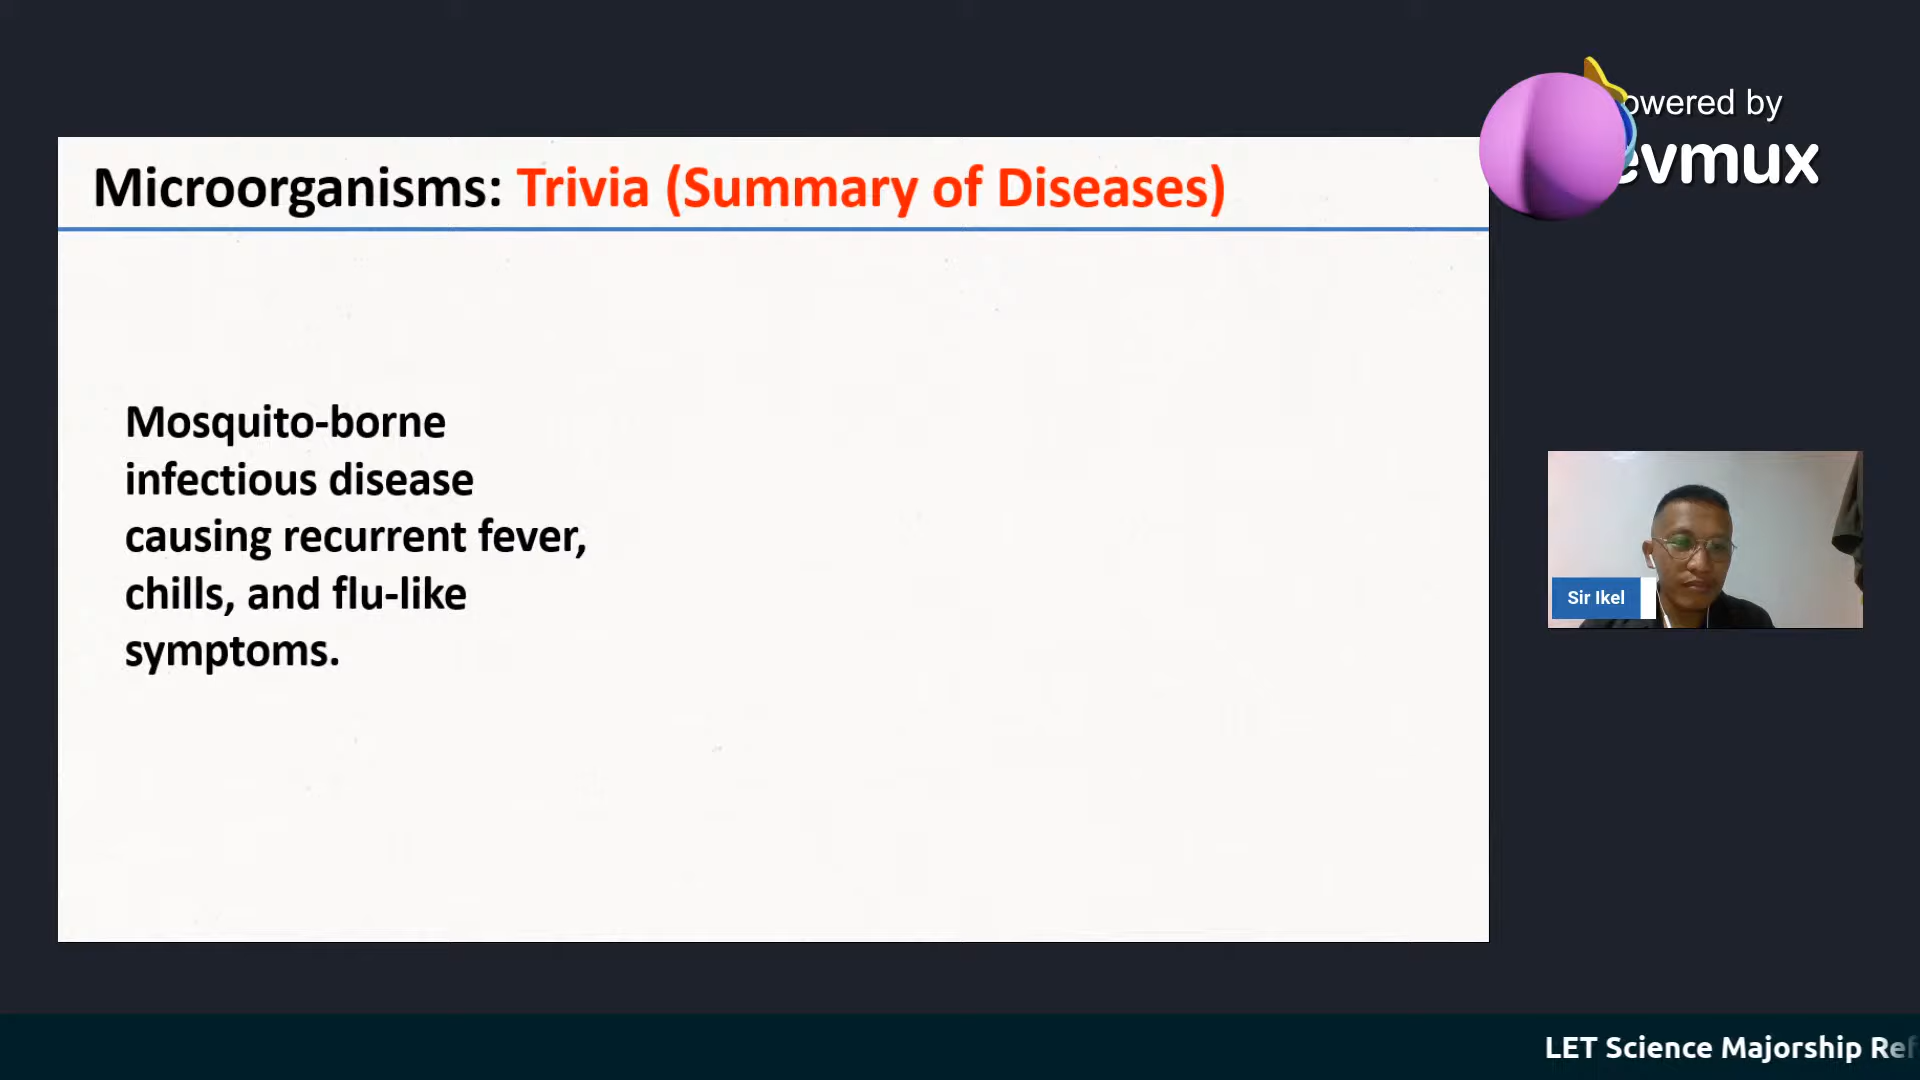 Microorganisms: Trivia (Summary of Diseases)
Mosquito-borne
infectious disease
causing recurrent fever,
chills, and flu-like
symptoms.
owered by
evmux
Sir Ikel
LET Science Majorship Ref